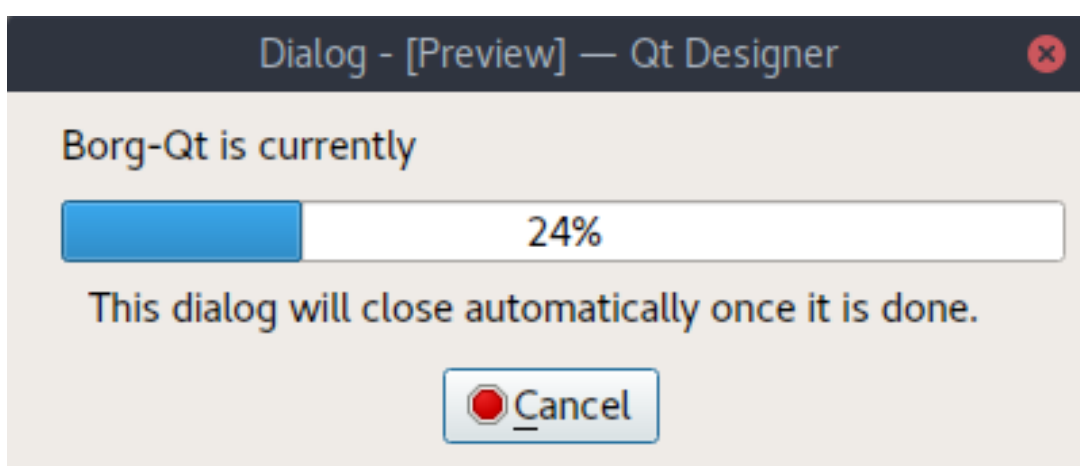 Dialog - [Preview] — Qt Designer
Borg-Qt is currently
24%
This dialog will close automatically once it is done.
Cancel